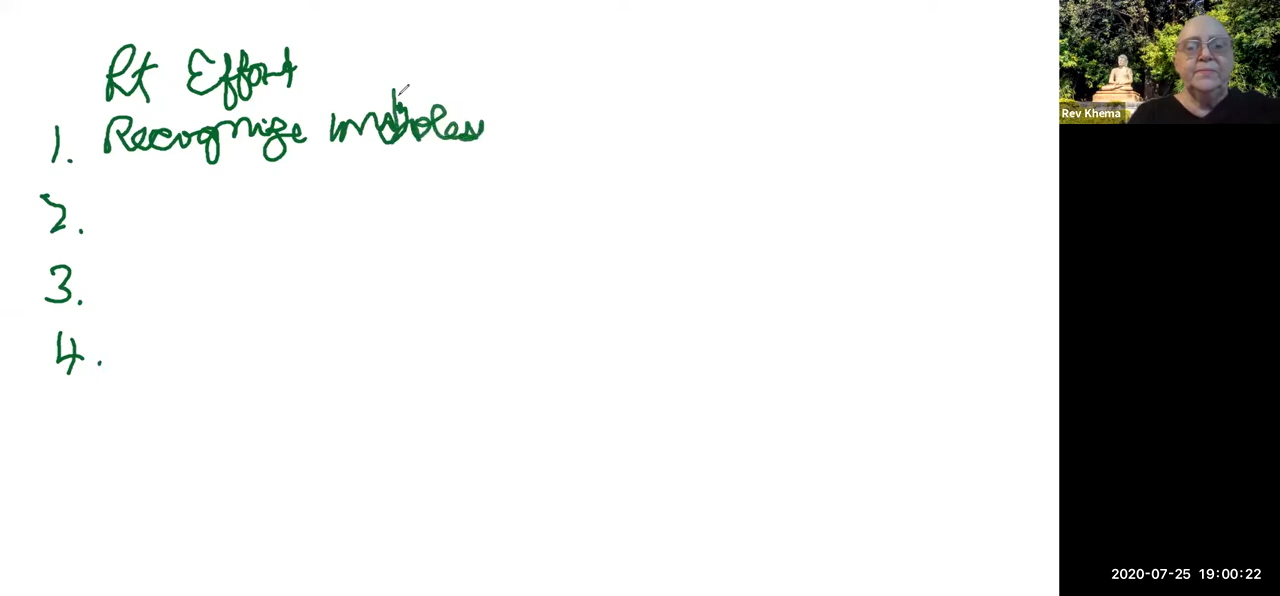 Rt Effort
1. Recognize
2.
3.
4.
Rev Khema
2020-07-25 19:00:22